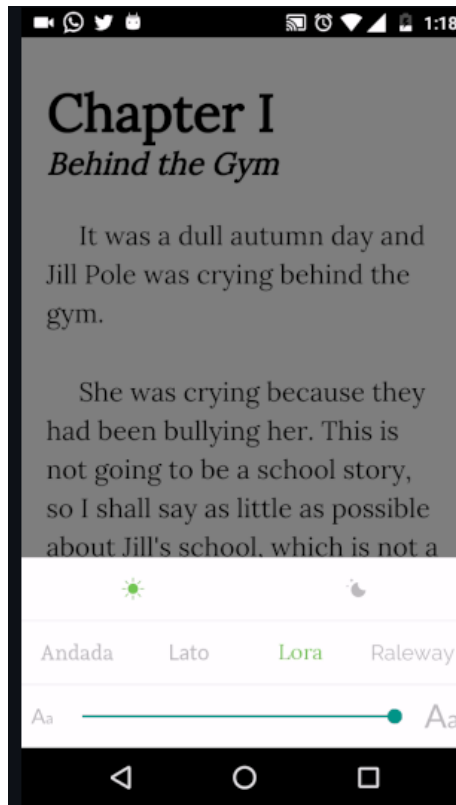 1:18
Chapter I
Behind the Gym
It was a dull autumn day and
Jill Pole was crying behind the
gym.
She was crying because they
had been bullying her. This is
not going to be a school story,
so I shall say as little as possible
about Jill's school, which is not a
Andada Lato Lora Raleway
Aa Aa